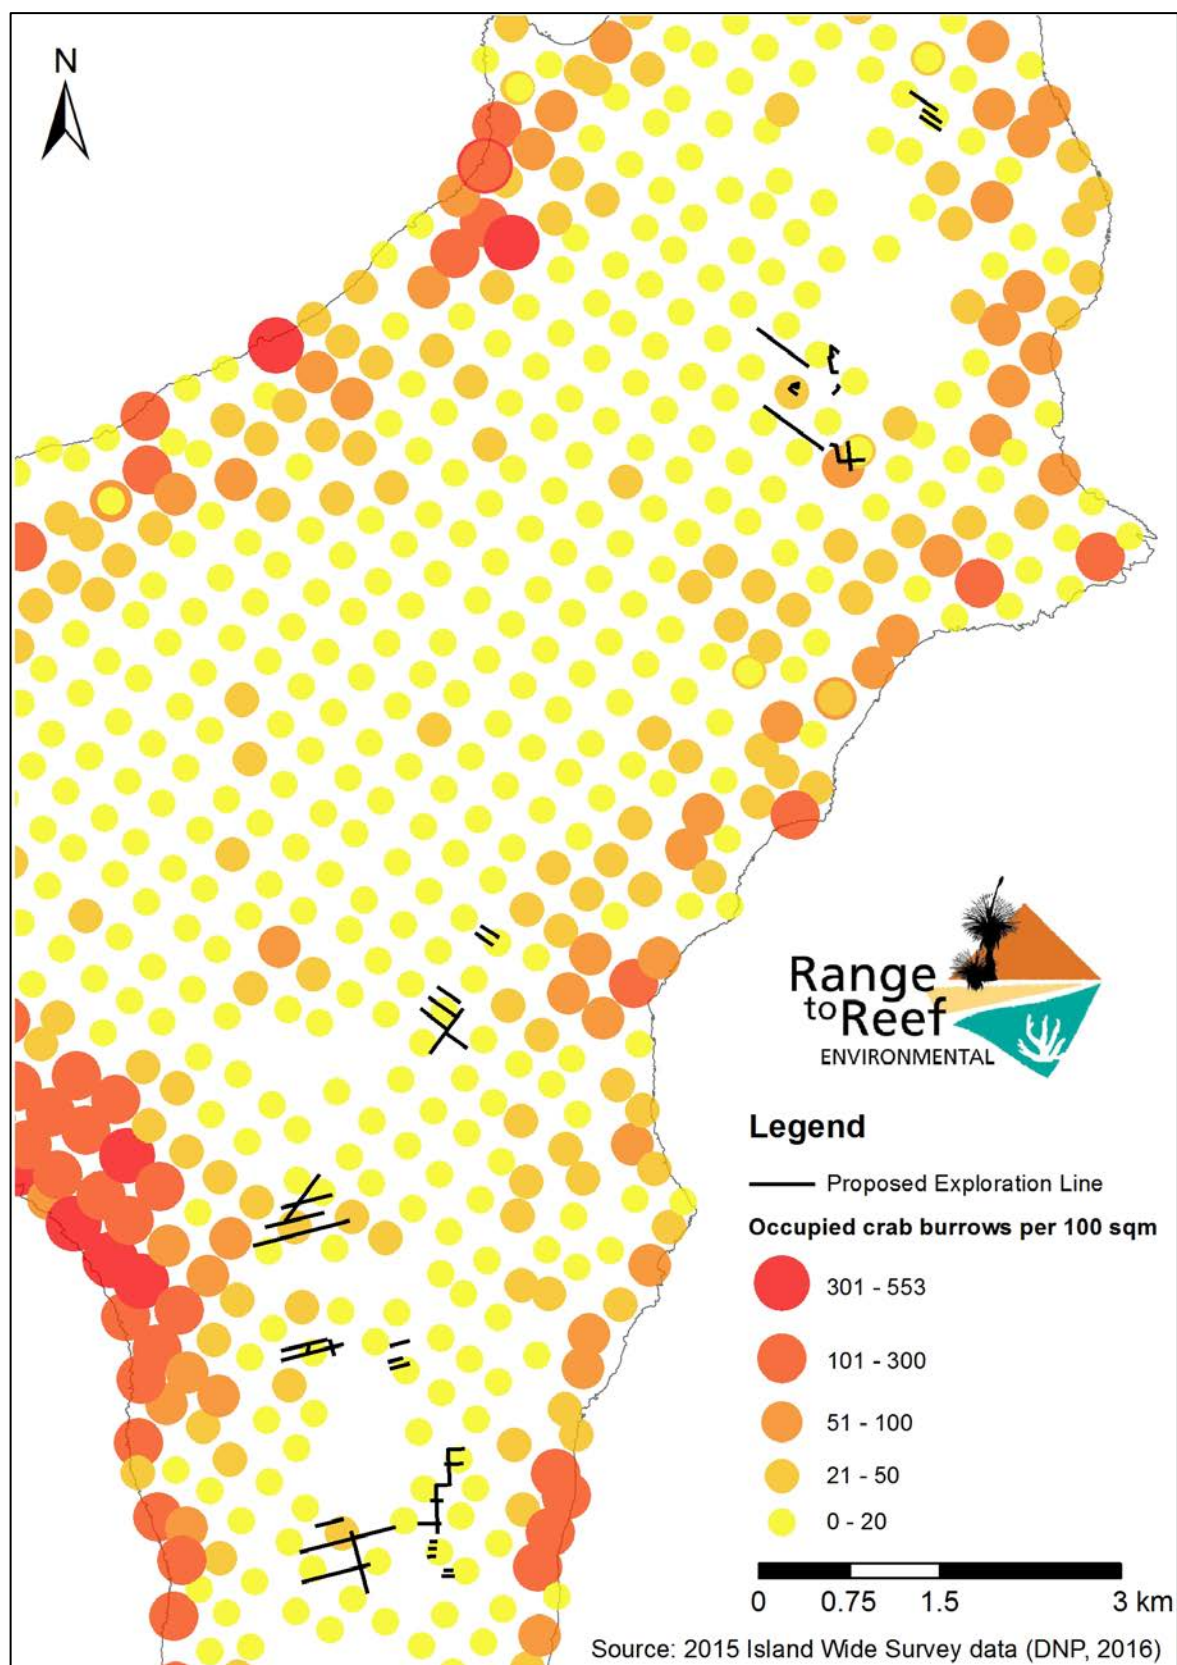 N
Range
to Reef
ENVIRONMENTAL
Legend
Proposed Exploration Line
Occupied crab burrows per 100 sqm
301 - 553
101 - 300
51 - 100
21 - 50
0 - 20
0 0.75 1.5 3 km
Source: 2015 Island Wide Survey data (DNP, 2016)